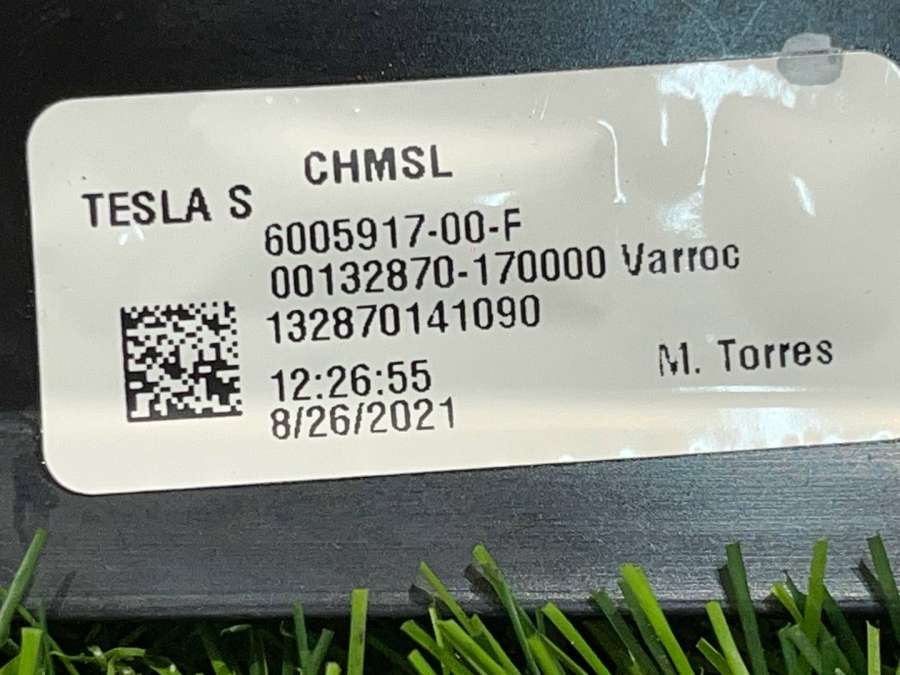 CHMSL
TESLA S
6005917-00-F
00132870-170000 Varroc
132870141090
12:26:55
M. Torres
8/26/2021